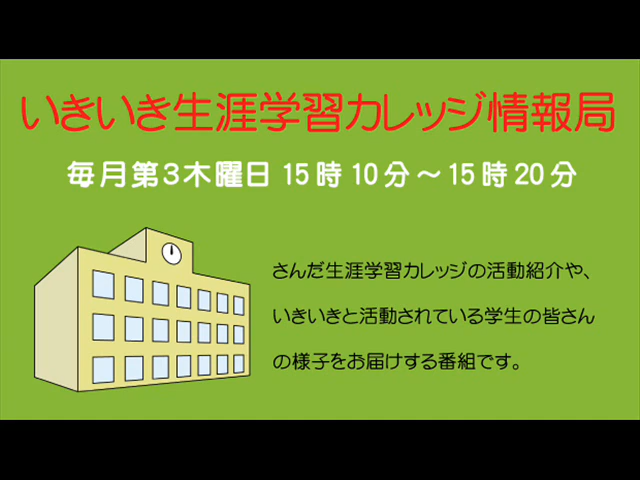 いきいき生涯学習カレッジ情報局
毎月第3木曜日 15時10分～15時20分
さんだ生涯学習カレッジの活動紹介や、
いきいきと活動されている学生の皆さん
の様子をお届けする番組です。